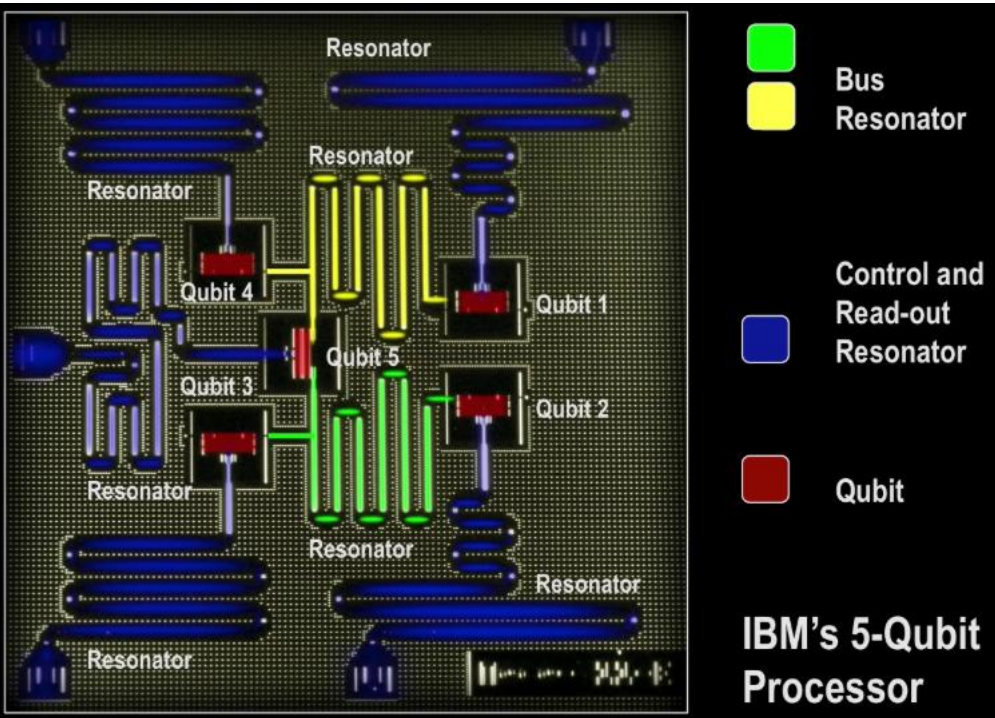 Resonator
Resonator
Resonator
Qubit 4
Qubit 1
Qubit 5
Qubit 3
Qubit 2
Resonator
Resonator
Resonator
Resonator
Bus
Resonator
Control and
Read-out
Resonator
Qubit
IBM’s 5-Qubit
Processor